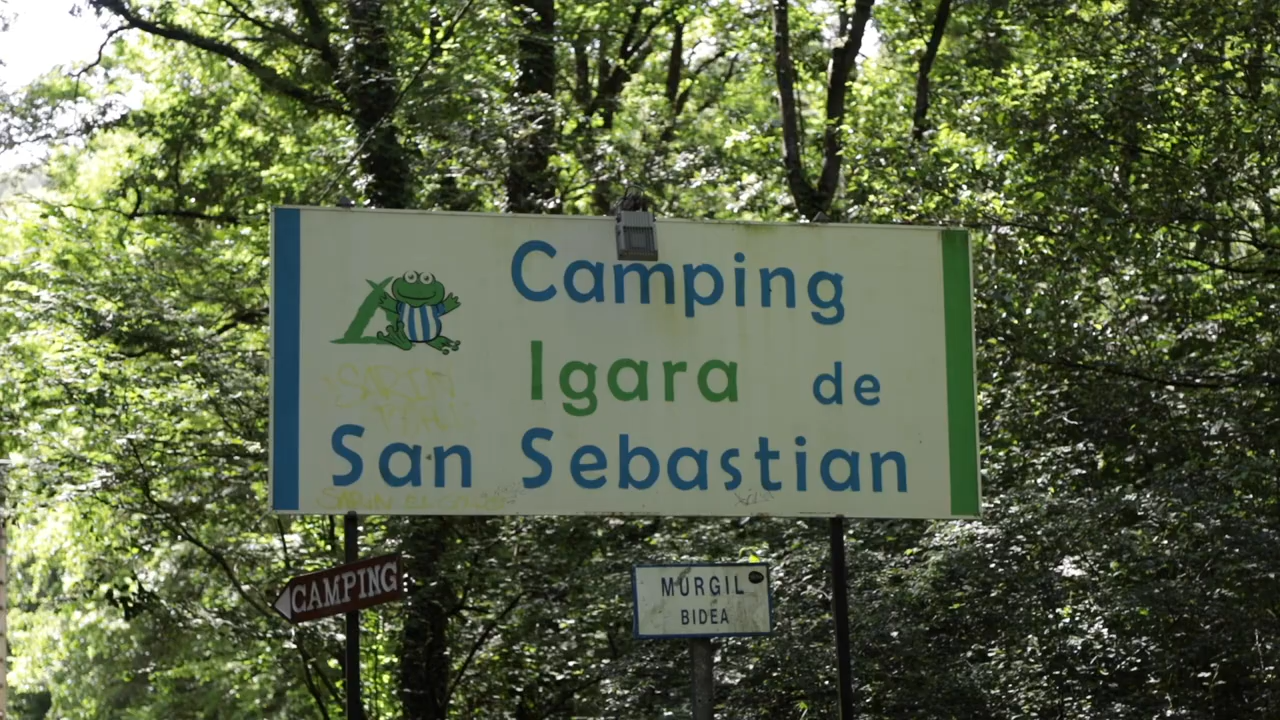 Camping
Igara de
San Sebastian
CAMPING
MURGIL
BIDEA